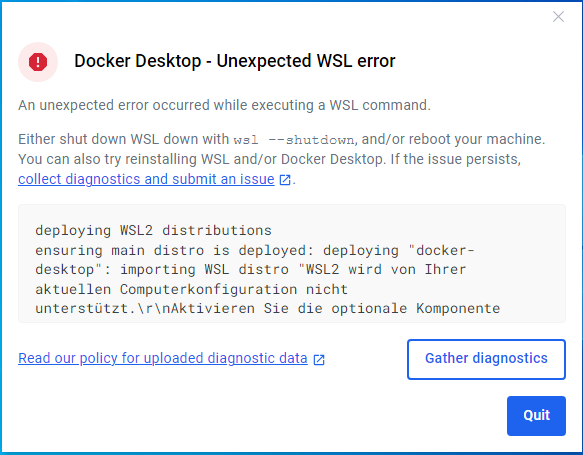 Docker Desktop - Unexpected WSL error
An unexpected error occurred while executing a WSL command.
Either shut down WSL down with wsl --shutdown, and/or reboot your machine.
You can also try reinstalling WSL and/or Docker Desktop. If the issue persists,
collect diagnostics and submit an issue.
deploying WSL2 distributions
ensuring main distro is deployed: deploying "docker-
desktop": importing WSL distro "WSL2 wird von Ihrer
aktuellen Computerkonfiguration nicht
unterstützt.\r\nAktivieren Sie die optionale Komponente
Read our policy for uploaded diagnostic data
Gather diagnostics
Quit